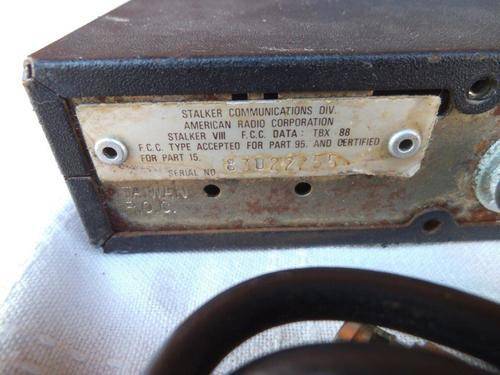 STALKER COMMUNICATIONS DIV.
AMERICAN RADIO CORPORATION
STALKER VIII F.C.C. DATA: TBX 88
F.C.C. TYPE ACCEPTED FOR PART 95. AND CERTIFIED
FOR PART 15.
SERIAL NO. 83022755
TAIWAN
R.O.C.